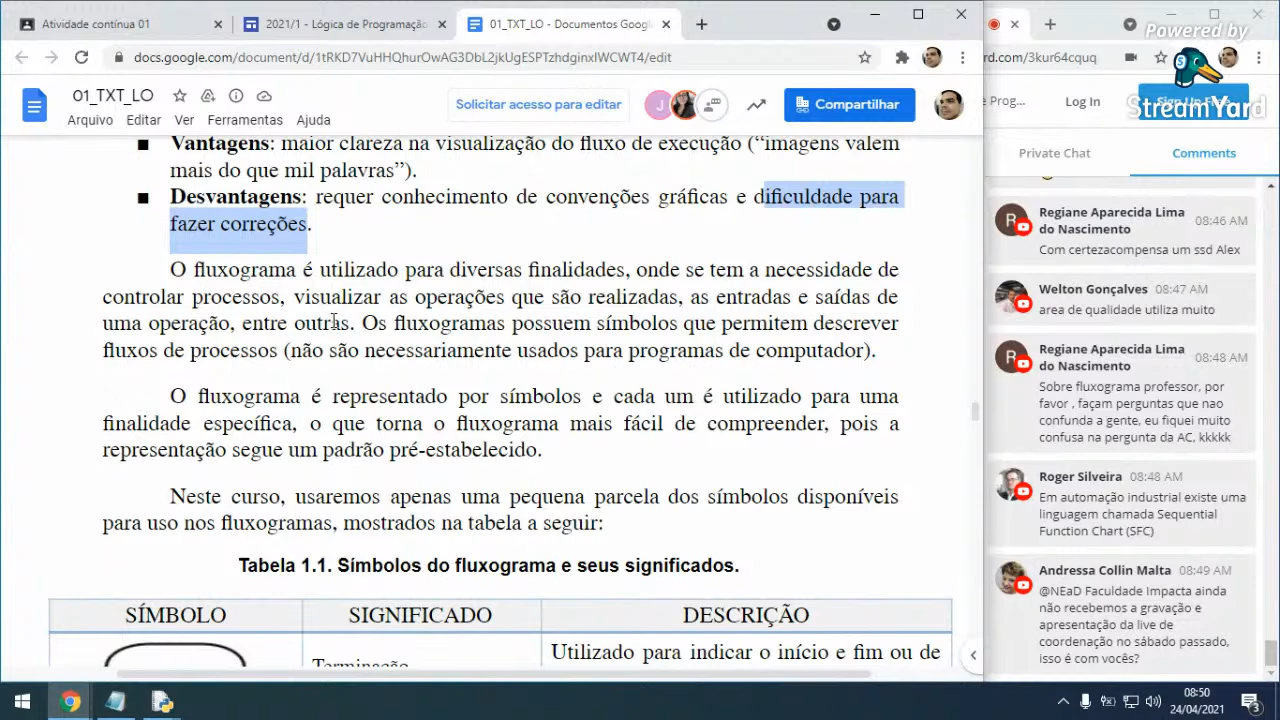 Atividade contínua 01
2021/1 - Lógica de Programação
01_TXT_LO - Documentos Google
docs.google.com/document/d/1tRKD7VuHHQhurOwAG3DbL2jkUgESPTzhdginxIWCWT4/edit
01_TXT_LO
Arquivo Editar Ver Ferramentas Ajuda
Solicitar acesso para editar
J
Compartilhar
Vantagens: maior clareza na visualização do fluxo de execução (“imagens valem
mais do que mil palavras”).
Desvantagens: requer conhecimento de convenções gráficas e dificuldade para
fazer correções.
O fluxograma é utilizado para diversas finalidades, onde se tem a necessidade de
controlar processos, visualizar as operações que são realizadas, as entradas e saídas de
uma operação, entre outras. Os fluxogramas possuem símbolos que permitem descrever
fluxos de processos (não são necessariamente usados para programas de computador).
O fluxograma é representado por símbolos e cada um é utilizado para uma
finalidade específica, o que torna o fluxograma mais fácil de compreender, pois a
representação segue um padrão pré-estabelecido.
Neste curso, usaremos apenas uma pequena parcela dos símbolos disponíveis
para uso nos fluxogramas, mostrados na tabela a seguir:
Tabela 1.1. Símbolos do fluxograma e seus significados.
SÍMBOLO SIGNIFICADO DESCRIÇÃO
Terminação
Utilizado para indicar o início e fim ou de
Powered by
StreamYard
rd.com/3kur64cquq
e Prog... Log In
Private Chat Comments
R
Regiane Aparecida Lima 08:46 AM
do Nascimento
Com certezacompensa um ssd Alex
Welton Gonçalves 08:47 AM
area de qualidade utiliza muito
R
Regiane Aparecida Lima 08:48 AM
do Nascimento
Sobre fluxograma professor, por
favor , façam perguntas que nao
confunda a gente, eu fiquei muito
confusa na pergunta da AC, kkkkk
Roger Silveira 08:48 AM
Em automação industrial existe uma
linguagem chamada Sequential
Function Chart (SFC)
Andressa Collin Malta 08:49 AM
@NEaD Faculdade Impacta ainda
não recebemos a gravação e
apresentação da live de
coordenação no sábado passado,
isso é com vocês?
08:50
24/04/2021
3